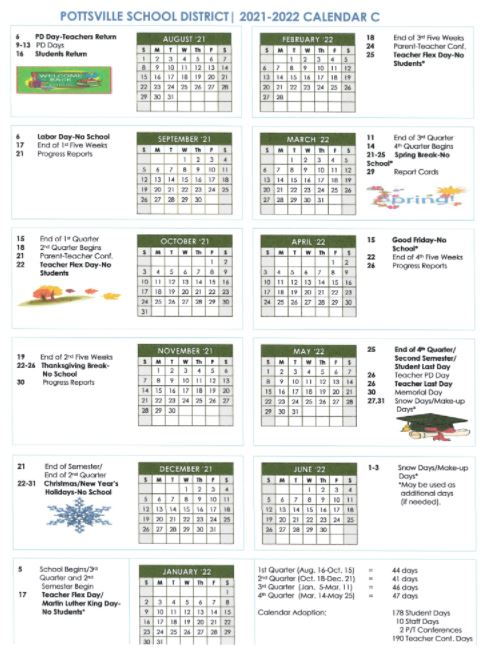 POTTSVILLE SCHOOL DISTRICT| 2021-2022 CALENDAR C
6 PD Day-Teachers Return
9-13 PD Days
16 Students Return
WELCOME
BACK
AUGUST '21
S M T W Th F S
1 2 3 4 5 6 7
8 9 10 11 12 13 14
15 16 17 18 19 20 21
22 23 24 25 26 27 28
29 30 31
FEBRUARY '22
S M T W Th F S
1 2 3 4 5
6 7 8 9 10 11 12
13 14 15 16 17 18 19
20 21 22 23 24 25 26
27 28
18 End of 3rd Five Weeks
24 Parent-Teacher Conf.
25 Teacher Flex Day-No
Students*
6 Labor Day-No School
17 End of 1st Five Weeks
21 Progress Reports
SEPTEMBER '21
S M T W Th F S
1 2 3 4
5 6 7 8 9 10 11
12 13 14 15 16 17 18
19 20 21 22 23 24 25
26 27 28 29 30
MARCH '22
S M T W Th F S
1 2 3 4 5
6 7 8 9 10 11 12
13 14 15 16 17 18 19
20 21 22 23 24 25 26
27 28 29 30 31
11 End of 3rd Quarter
14 4th Quarter Begins
21-25 Spring Break-No
School*
29 Report Cards
Spring!
15 End of 1st Quarter
18 2nd Quarter Begins
21 Parent-Teacher Conf.
22 Teacher Flex Day-No
Students
OCTOBER '21
S M T W Th F S
1 2
3 4 5 6 7 8 9
10 11 12 13 14 15 16
17 18 19 20 21 22 23
24 25 26 27 28 29 30
31
APRIL '22
S M T W Th F S
1 2
3 4 5 6 7 8 9
10 11 12 13 14 15 16
17 18 19 20 21 22 23
24 25 26 27 28 29 30
15 Good Friday-No
School*
22 End of 4th Five Weeks
26 Progress Reports
19 End of 2nd Five Weeks
22-26 Thanksgiving Break-
No School
30 Progress Reports
NOVEMBER '21
S M T W Th F S
1 2 3 4 5 6
7 8 9 10 11 12 13
14 15 16 17 18 19 20
21 22 23 24 25 26 27
28 29 30
MAY '22
S M T W Th F S
1 2 3 4 5 6 7
8 9 10 11 12 13 14
15 16 17 18 19 20 21
22 23 24 25 26 27 28
29 30 31
25 End of 4th Quarter/
Second Semester/
Student Last Day
26 Teacher PD Day
26 Teacher Last Day
30 Memorial Day
27,31 Snow Days/Make-up
Days*
21 End of Semester/
End of 2nd Quarter
22-31 Christmas/New Year's
Holidays-No School
DECEMBER '21
S M T W Th F S
1 2 3 4
5 6 7 8 9 10 11
12 13 14 15 16 17 18
19 20 21 22 23 24 25
26 27 28 29 30 31
JUNE '22
S M T W Th F S
1 2 3 4
5 6 7 8 9 10 11
12 13 14 15 16 17 18
19 20 21 22 23 24 25
26 27 28 29 30
1-3 Snow Days/Make-up
Days*
*May be used as
additional days
(if needed).
5 School Begins/3rd
Quarter and 2nd
Semester Begin
17 Teacher Flex Day/
Martin Luther King Day-
No Students*
JANUARY '22
S M T W Th F S
1
2 3 4 5 6 7 8
9 10 11 12 13 14 15
16 17 18 19 20 21 22
23 24 25 26 27 28 29
30 31
1st Quarter (Aug. 16-Oct. 15) = 44 days
2nd Quarter (Oct. 18-Dec. 21) = 41 days
3rd Quarter (Jan. 5-Mar. 11) = 46 days
4th Quarter (Mar. 14-May 25) = 47 days
Calendar Adoption: 178 Student Days
10 Staff Days
2 P/T Conferences
190 Teacher Cont. Days